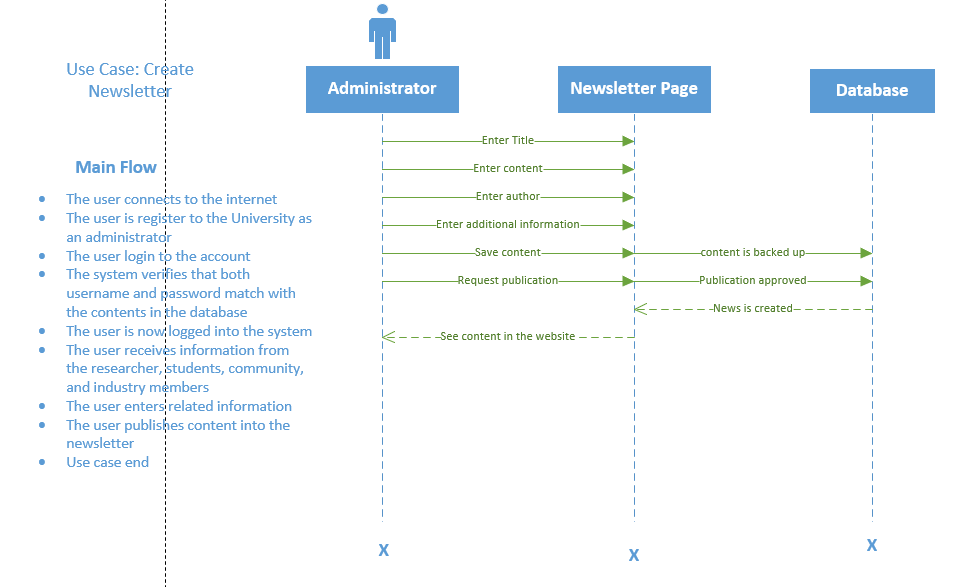 Use Case: Create
Newsletter
Main Flow
• The user connects to the internet
• The user is register to the University as
an administrator
• The user login to the account
• The system verifies that both
username and password match with
the contents in the database
• The user is now logged into the system
• The user receives information from
the researcher, students, community,
and industry members
• The user enters related information
• The user publishes content into the
newsletter
• Use case end
Administrator
Newsletter Page
Database
Enter Title
Enter content
Enter author
Enter additional information
Save content
content is backed up
Request publication
Publication approved
News is created
See content in the website
X
X
X